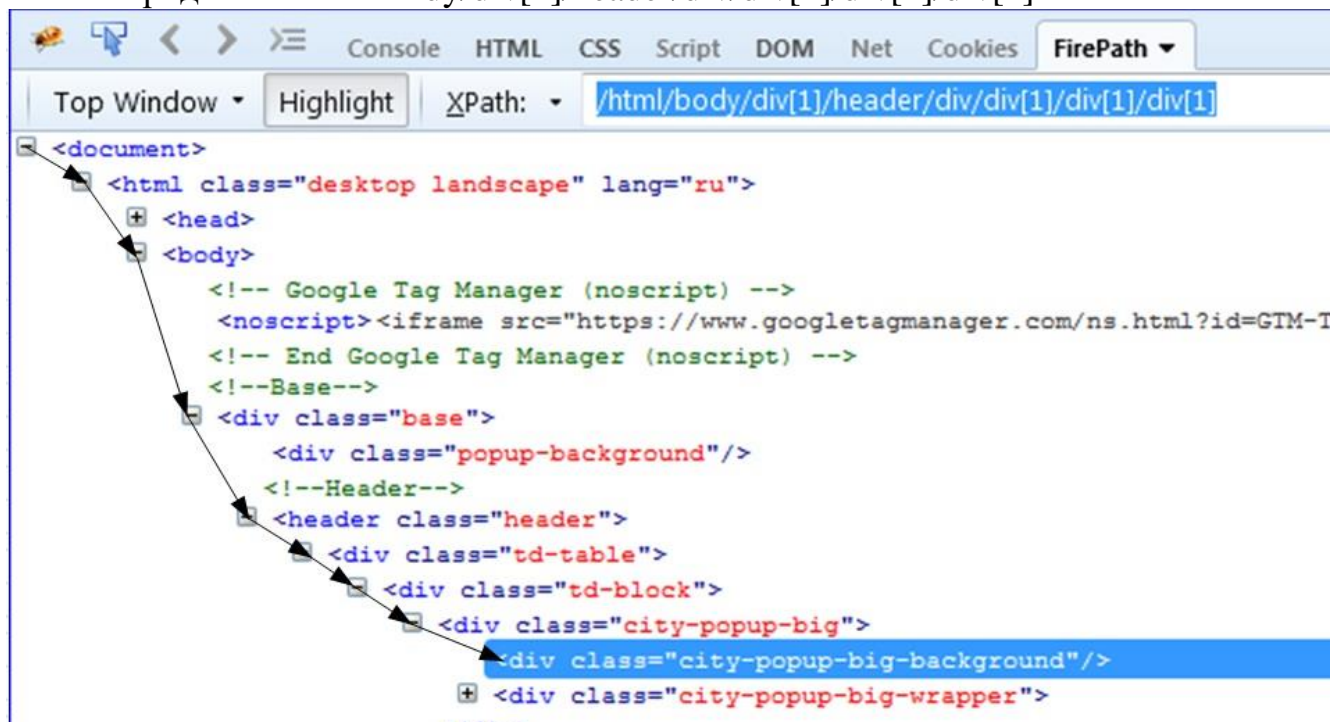 Console HTML CSS Script DOM Net Cookies FirePath
Top Window Highlight XPath: /html/body/div[1]/header/div/div[1]/div[1]/div[1]
<document>
<html class="desktop landscape" lang="ru">
<head>
<body>
<!-- Google Tag Manager (noscript) -->
<noscript><iframe src="https://www.googletagmanager.com/ns.html?id=GTM-T
<!-- End Google Tag Manager (noscript) -->
<!--Base-->
<div class="base">
<div class="popup-background"/>
<!--Header-->
<header class="header">
<div class="td-table">
<div class="td-block">
<div class="city-popup-big">
<div class="city-popup-big-background"/>
<div class="city-popup-big-wrapper">